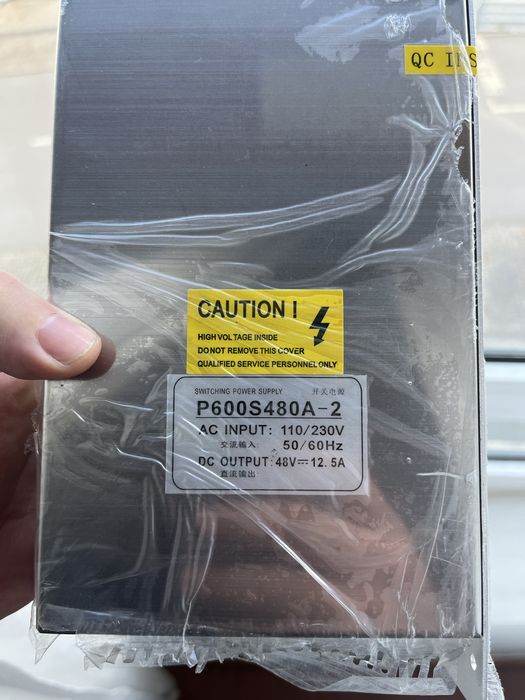 QC
CAUTION !
HIGH VOLTAGE INSIDE
DO NOT REMOVE THIS COVER
QUALIFIED SERVICE PERSONNEL ONLY
SWITCHING POWER SUPPLY 开关电源
P600S480A-2
AC INPUT: 110/230V
交流输入: 50/60Hz
DC OUTPUT: 48V⎓12.5A
直流输出: